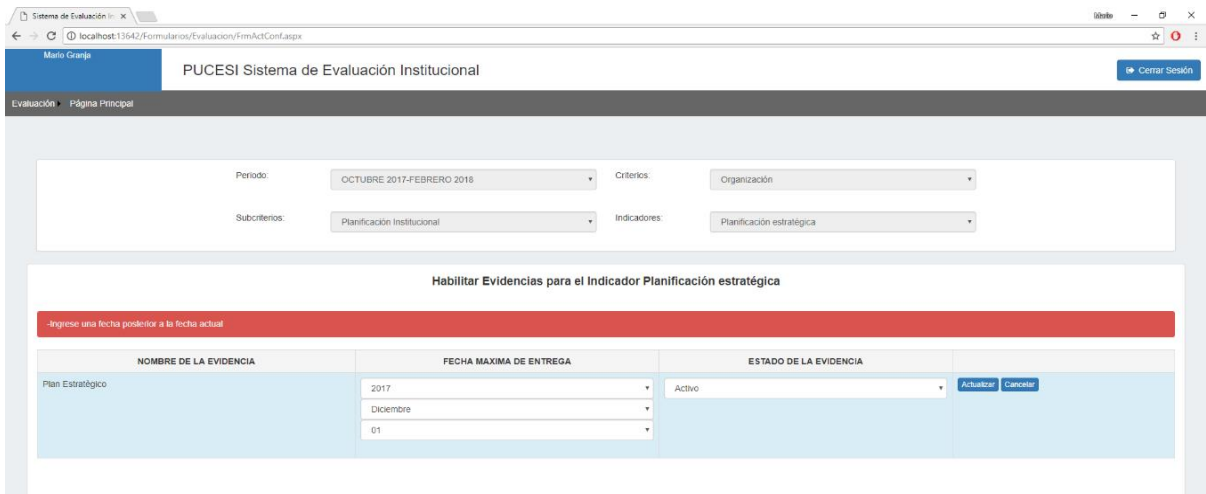 Sistema de Evaluación In
localhost:13642/Formularios/Evaluacion/FrmActConf.aspx
Mario Granja
PUCESI Sistema de Evaluación Institucional
Cerrar Sesión
Evaluación Página Principal
Periodo: OCTUBRE 2017-FEBRERO 2018 Criterios: Organización
Subcriterios: Planificación Institucional Indicadores: Planificación estratégica
Habilitar Evidencias para el Indicador Planificación estratégica
-Ingrese una fecha posterior a la fecha actual
NOMBRE DE LA EVIDENCIA FECHA MAXIMA DE ENTREGA ESTADO DE LA EVIDENCIA
Plan Estratégico 2017 Activo Actualizar Cancelar
Diciembre
01